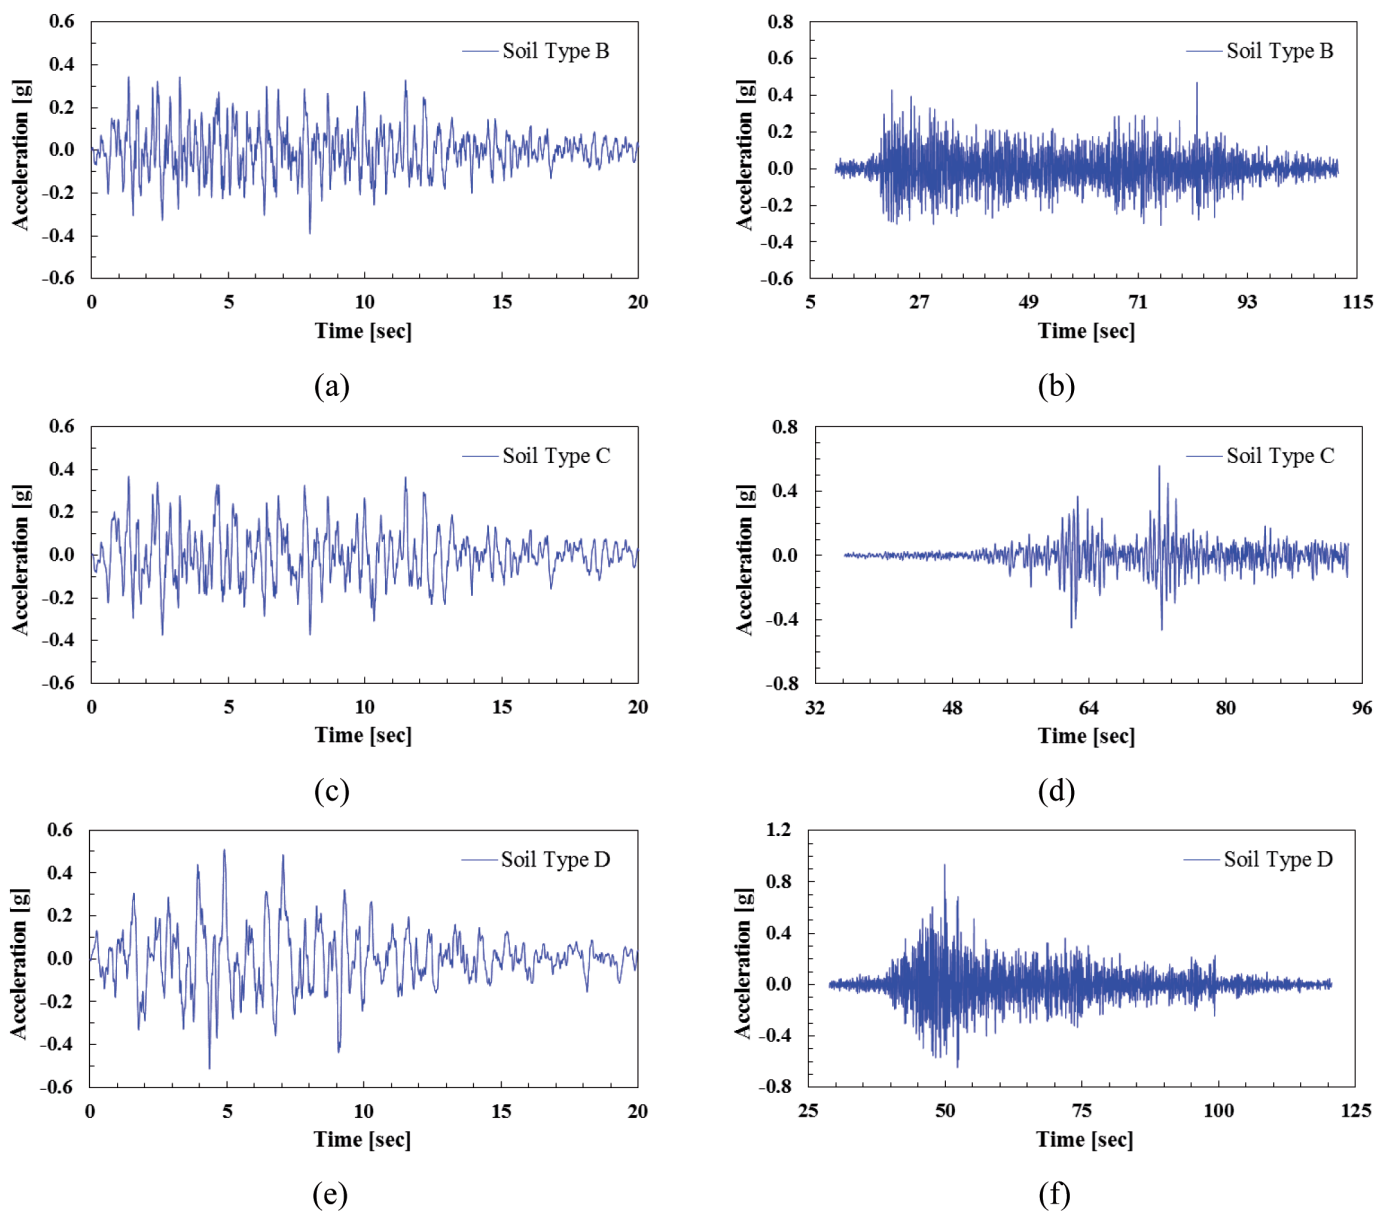 0.6
0.4
0.2
0.0
-0.2
-0.4
-0.6
Acceleration [g]
Soil Type B
0 5 10 15 20
Time [sec]
(a)
0.8
0.6
0.4
0.2
0.0
-0.2
-0.4
-0.6
Acceleration [g]
Soil Type B
5 27 49 71 93 115
Time [sec]
(b)
0.6
0.4
0.2
0.0
-0.2
-0.4
-0.6
Acceleration [g]
Soil Type C
0 5 10 15 20
Time [sec]
(c)
0.8
0.4
0.0
-0.4
-0.8
Acceleration [g]
Soil Type C
32 48 64 80 96
Time [sec]
(d)
0.6
0.4
0.2
0.0
-0.2
-0.4
-0.6
Acceleration [g]
Soil Type D
0 5 10 15 20
Time [sec]
(e)
1.2
0.8
0.4
0.0
-0.4
-0.8
Acceleration [g]
Soil Type D
25 50 75 100 125
Time [sec]
(f)